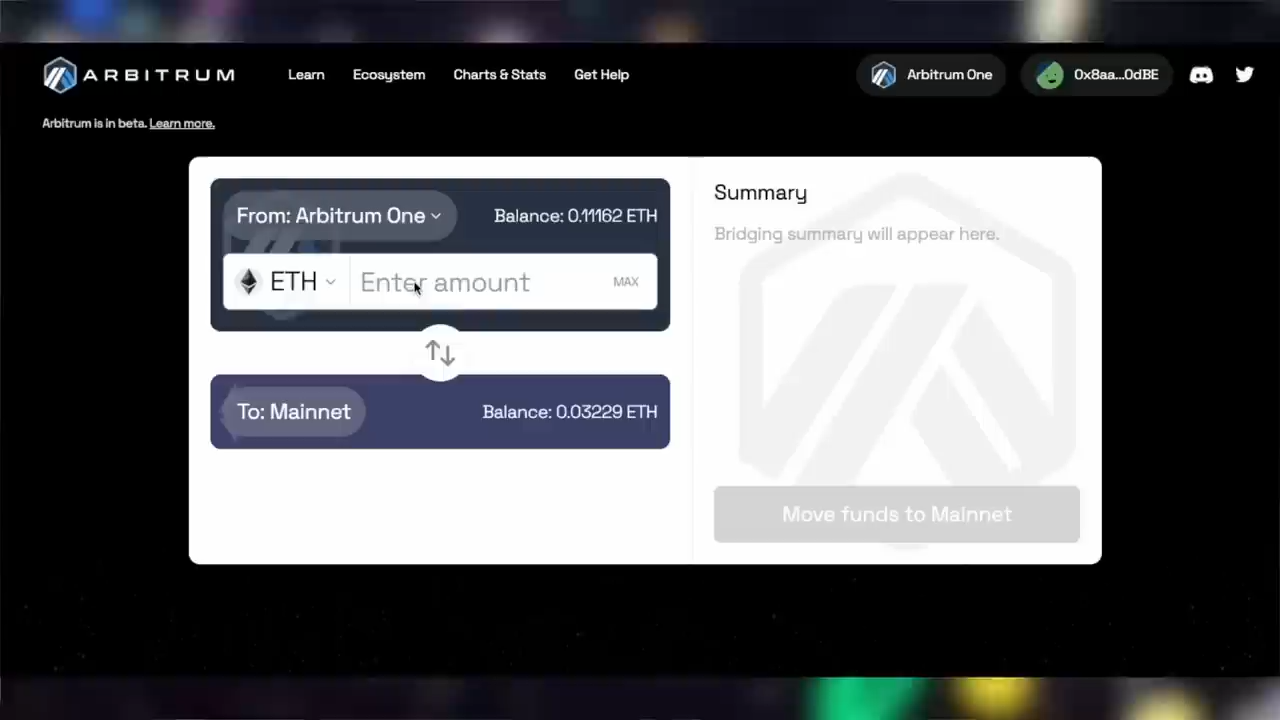 ARBITRUM Learn Ecosystem Charts & Stats Get Help Arbitrum One 0x8aa...0dBE
Arbitrum is in beta. Learn more.
From: Arbitrum One Balance: 0.11162 ETH
ETH Enter amount MAX
To: Mainnet Balance: 0.03229 ETH
Summary
Bridging summary will appear here.
Move funds to Mainnet